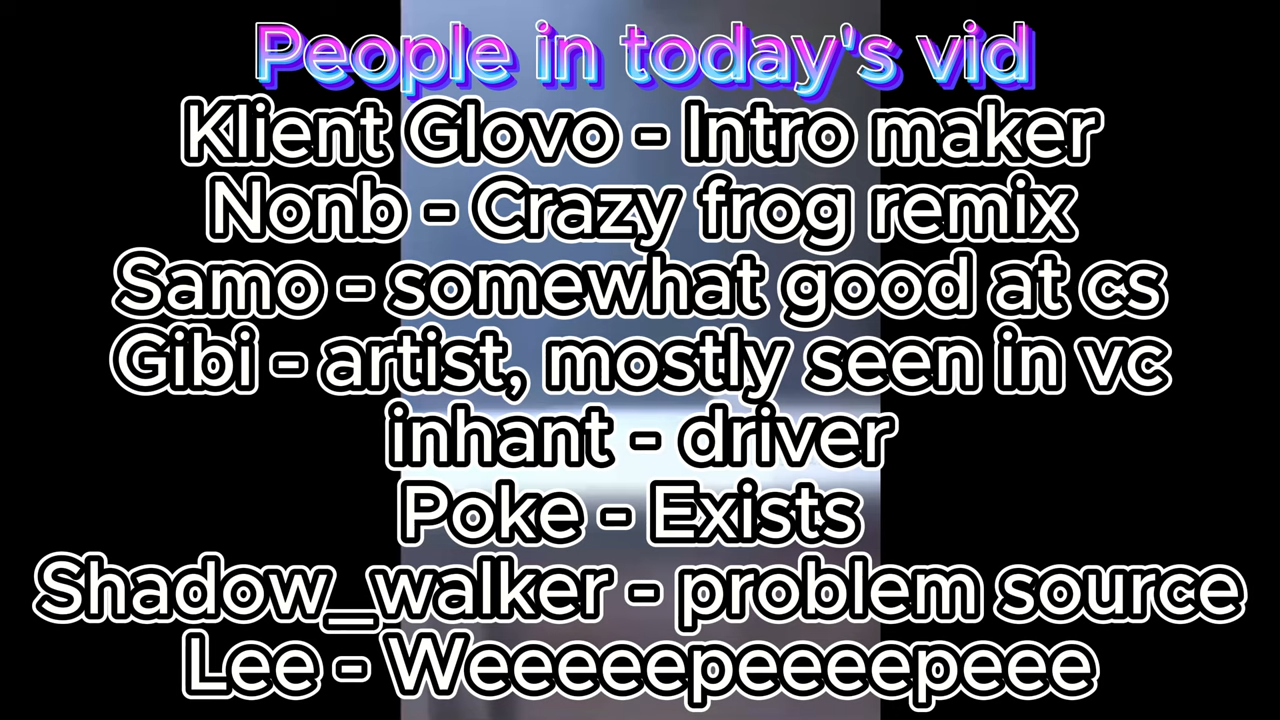 People in today's vid
Klient Glovo - Intro maker
Nonb - Crazy frog remix
Samo - somewhat good at cs
Gibi - artist, mostly seen in vc
inhant - driver
Poke - Exists
Shadow_walker - problem source
Lee - Weeeeepeeeepeee